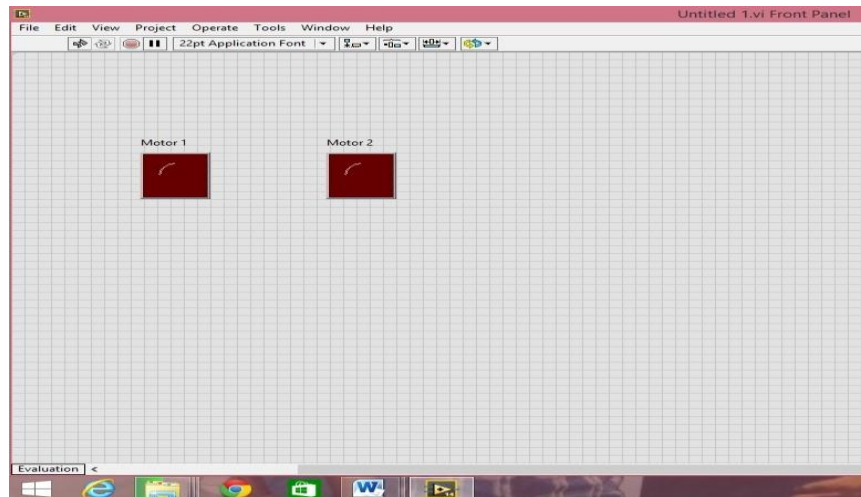 Untitled 1.vi Front Panel
File Edit View Project Operate Tools Window Help
22pt Application Font
Motor 1 Motor 2
Evaluation <
W